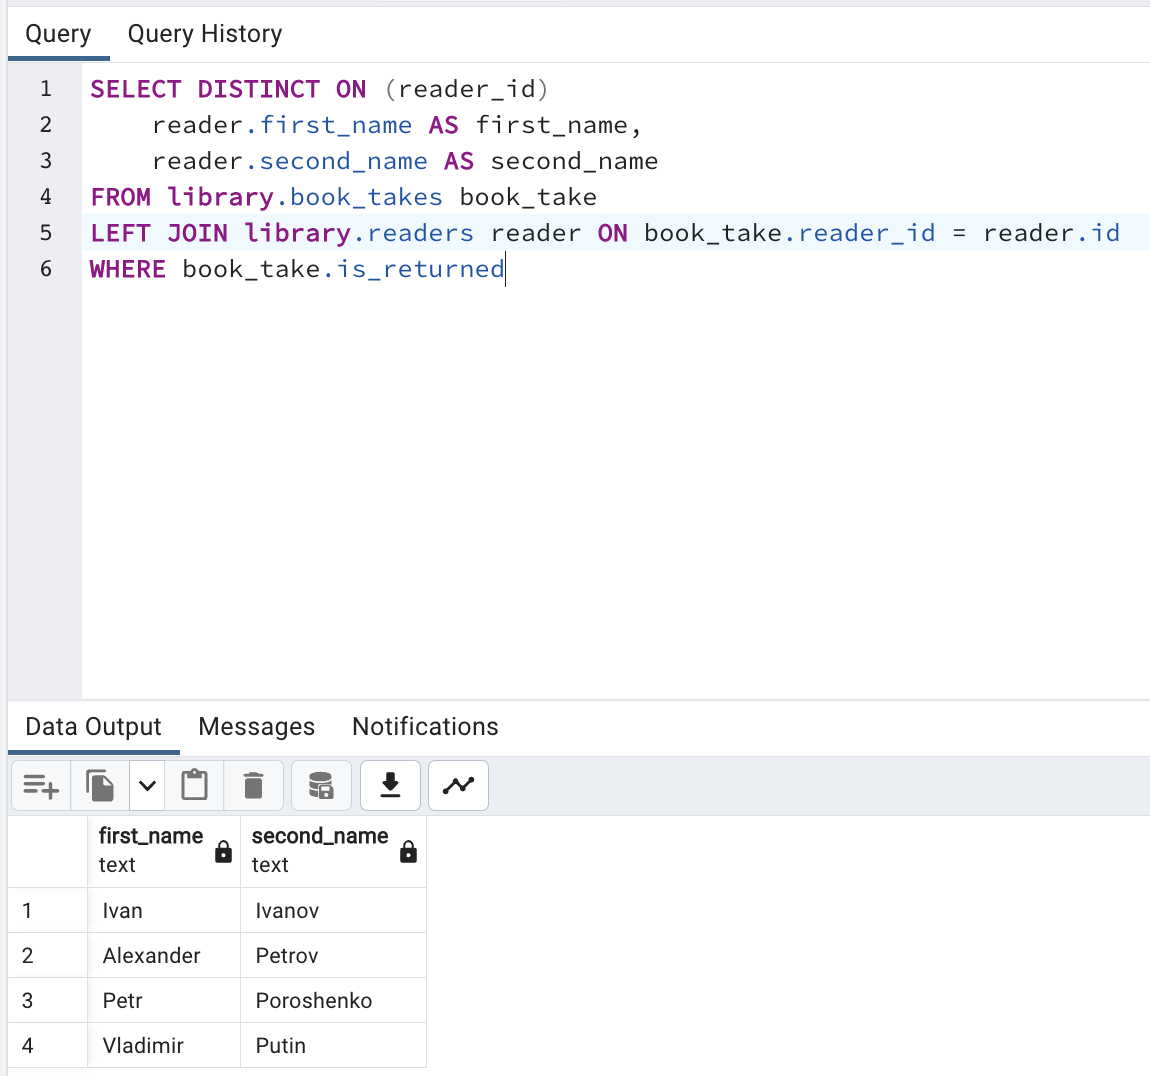 Query Query History
1 SELECT DISTINCT ON (reader_id)
2 reader.first_name AS first_name,
3 reader.second_name AS second_name
4 FROM library.book_takes book_take
5 LEFT JOIN library.readers reader ON book_take.reader_id = reader.id
6 WHERE book_take.is_returned
Data Output Messages Notifications
first_name second_name
text text
1 Ivan Ivanov
2 Alexander Petrov
3 Petr Poroshenko
4 Vladimir Putin